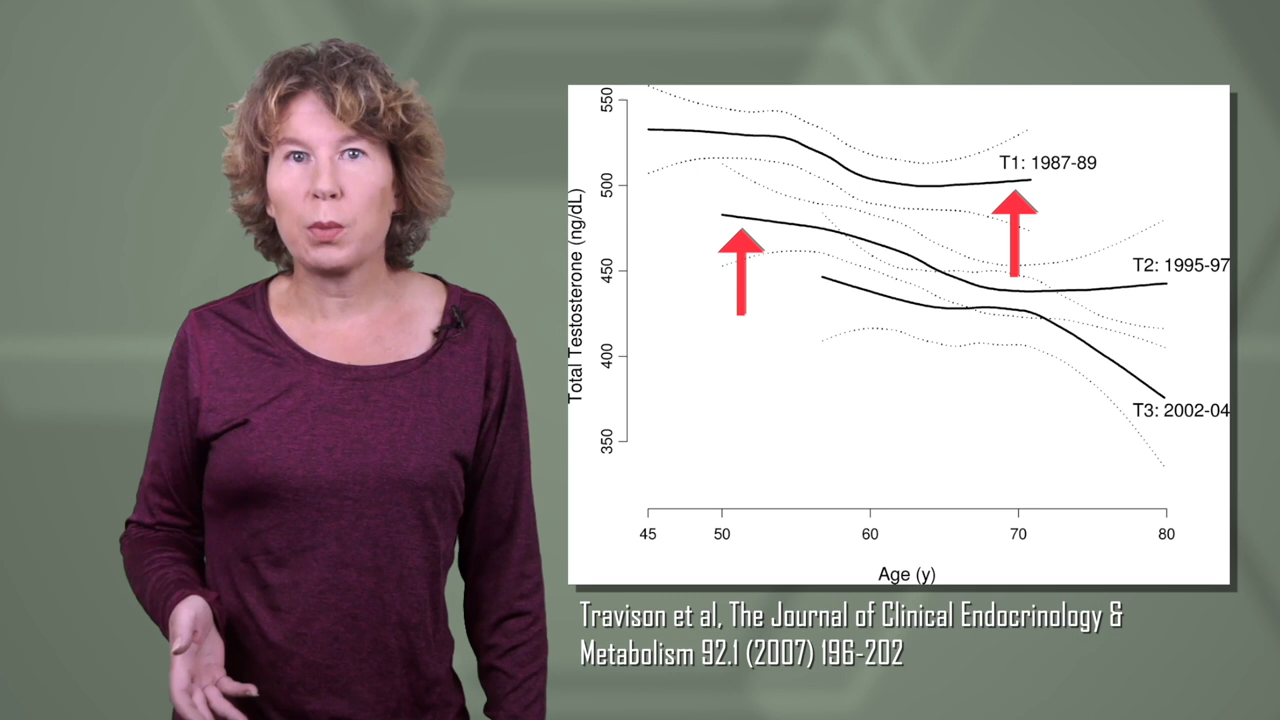 550
500
450
400
350
Total Testosterone (ng/dL)
T1: 1987-89
T2: 1995-97
T3: 2002-04
45 50 60 70 80
Age (y)
Travison et al, The Journal of Clinical Endocrinology &
Metabolism 92.1 (2007) 196-202